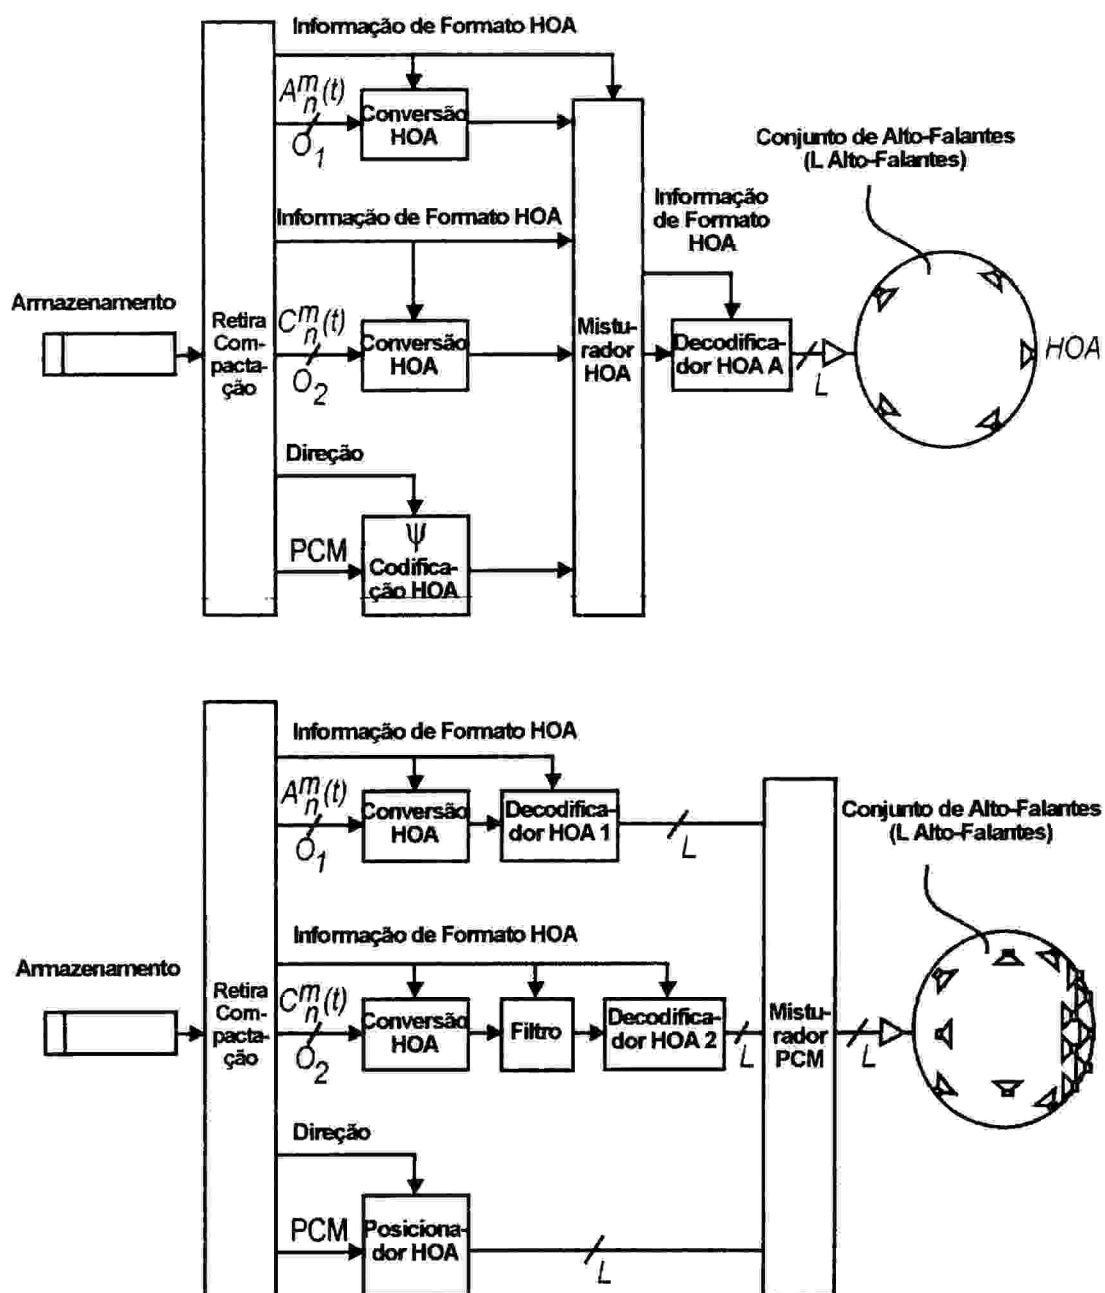 Informação de Formato HOA
A^m_n(t)
O_1
Conversão
HOA
Conjunto de Alto-Falantes
(L Alto-Falantes)
Informação de Formato HOA
Informação
de Formato
HOA
Armazenamento
Retira
Com-
pacta-
ção
C^m_n(t)
O_2
Conversão
HOA
Mistu-
rador
HOA
Decodifica-
dor HOA A
L
HOA
Direção
PCM
Ψ
Codifica-
ção HOA
Informação de Formato HOA
A^m_n(t)
O_1
Conversão
HOA
Decodifica-
dor HOA 1
L
Conjunto de Alto-Falantes
(L Alto-Falantes)
Informação de Formato HOA
Armazenamento
Retira
Com-
pacta-
ção
C^m_n(t)
O_2
Conversão
HOA
Filtro
Decodifica-
dor HOA 2
L
Mistu-
rador
PCM
L
Direção
PCM
Posiciona-
dor HOA
L